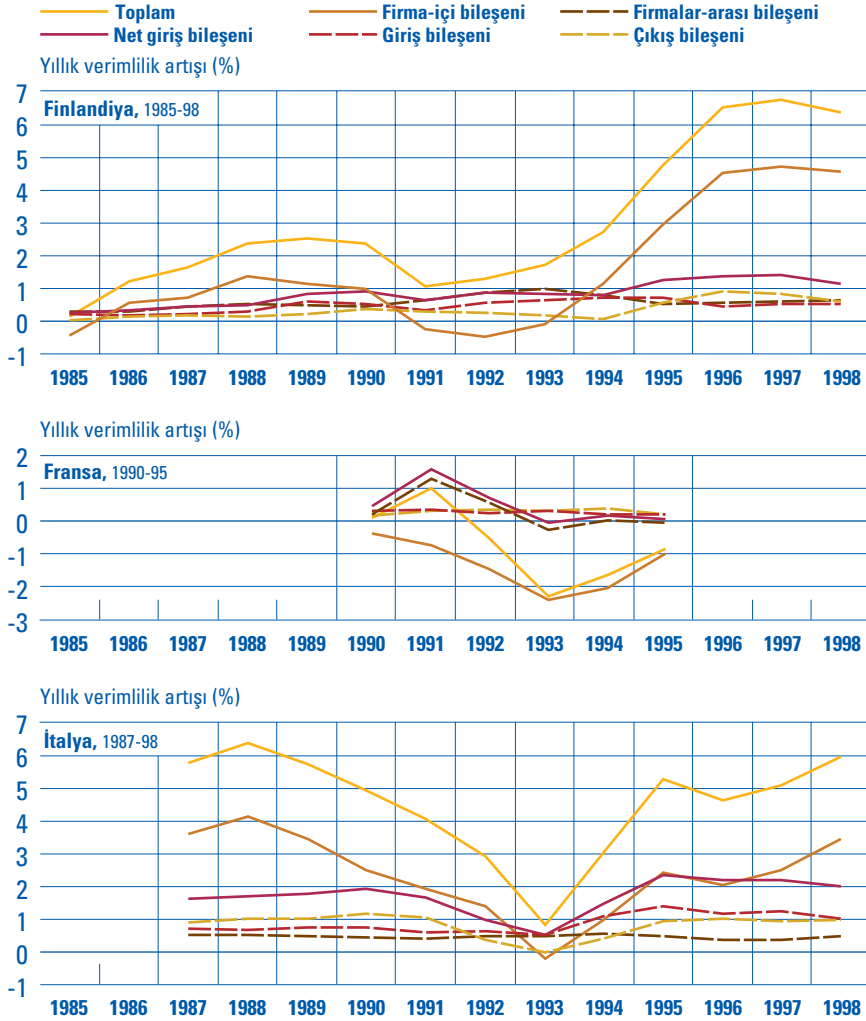 Toplam Firma-içi bileşeni Firmalar-arası bileşeni
Net giriş bileşeni Giriş bileşeni Çıkış bileşeni
Yıllık verimlilik artışı (%)
7
Finlandiya, 1985-98
6
5
4
3
2
1
0
-1
1985 1986 1987 1988 1989 1990 1991 1992 1993 1994 1995 1996 1997 1998
Yıllık verimlilik artışı (%)
2
Fransa, 1990-95
1
0
-1
-2
-3
1985 1986 1987 1988 1989 1990 1991 1992 1993 1994 1995 1996 1997 1998
Yıllık verimlilik artışı (%)
7
İtalya, 1987-98
6
5
4
3
2
1
0
-1
1985 1986 1987 1988 1989 1990 1991 1992 1993 1994 1995 1996 1997 1998